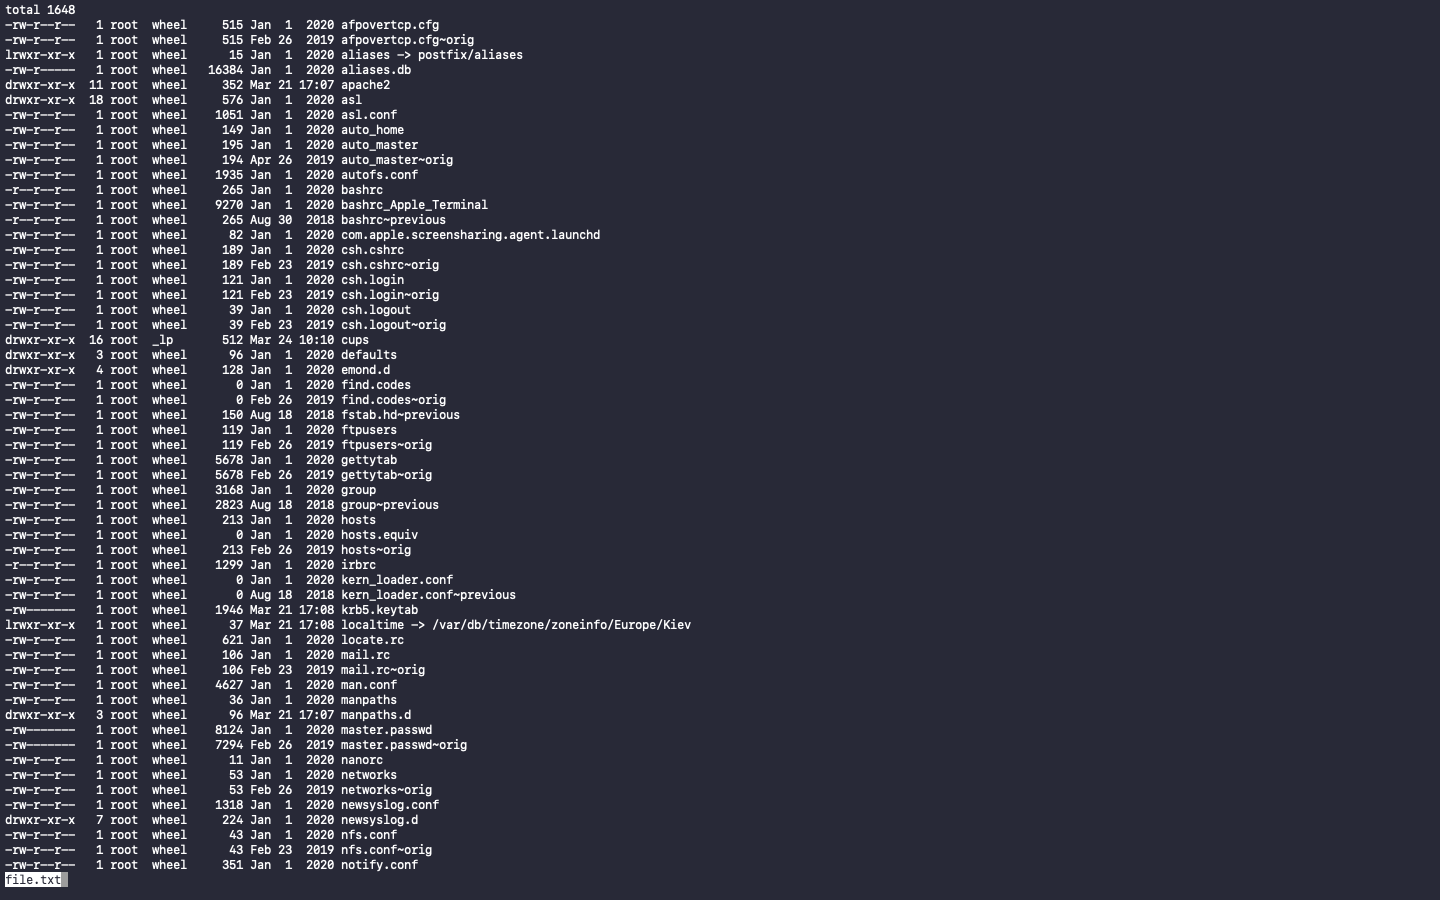 total 1648
-rw-r--r--   1 root  wheel     515 Jan  1  2020 afpovertcp.cfg
-rw-r--r--   1 root  wheel     515 Feb 26  2019 afpovertcp.cfg~orig
lrwxr-xr-x   1 root  wheel      15 Jan  1  2020 aliases -> postfix/aliases
-rw-r-----   1 root  wheel   16384 Jan  1  2020 aliases.db
drwxr-xr-x  11 root  wheel     352 Mar 21 17:07 apache2
drwxr-xr-x  18 root  wheel     576 Jan  1  2020 asl
-rw-r--r--   1 root  wheel    1051 Jan  1  2020 asl.conf
-rw-r--r--   1 root  wheel     149 Jan  1  2020 auto_home
-rw-r--r--   1 root  wheel     195 Jan  1  2020 auto_master
-rw-r--r--   1 root  wheel     194 Apr 26  2019 auto_master~orig
-rw-r--r--   1 root  wheel    1935 Jan  1  2020 autofs.conf
-r--r--r--   1 root  wheel     265 Jan  1  2020 bashrc
-rw-r--r--   1 root  wheel    9270 Jan  1  2020 bashrc_Apple_Terminal
-r--r--r--   1 root  wheel     265 Aug 30  2018 bashrc~previous
-rw-r--r--   1 root  wheel      82 Jan  1  2020 com.apple.screensharing.agent.launchd
-rw-r--r--   1 root  wheel     189 Jan  1  2020 csh.cshrc
-rw-r--r--   1 root  wheel     189 Feb 23  2019 csh.cshrc~orig
-rw-r--r--   1 root  wheel     121 Jan  1  2020 csh.login
-rw-r--r--   1 root  wheel     121 Feb 23  2019 csh.login~orig
-rw-r--r--   1 root  wheel      39 Jan  1  2020 csh.logout
-rw-r--r--   1 root  wheel      39 Feb 23  2019 csh.logout~orig
drwxr-xr-x  16 root  _lp       512 Mar 24 10:10 cups
drwxr-xr-x   3 root  wheel      96 Jan  1  2020 defaults
drwxr-xr-x   4 root  wheel     128 Jan  1  2020 emond.d
-rw-r--r--   1 root  wheel       0 Jan  1  2020 find.codes
-rw-r--r--   1 root  wheel       0 Feb 26  2019 find.codes~orig
-rw-r--r--   1 root  wheel     150 Aug 18  2018 fstab.hd~previous
-rw-r--r--   1 root  wheel     119 Jan  1  2020 ftpusers
-rw-r--r--   1 root  wheel     119 Feb 26  2019 ftpusers~orig
-rw-r--r--   1 root  wheel    5678 Jan  1  2020 gettytab
-rw-r--r--   1 root  wheel    5678 Feb 26  2019 gettytab~orig
-rw-r--r--   1 root  wheel    3168 Jan  1  2020 group
-rw-r--r--   1 root  wheel    2823 Aug 18  2018 group~previous
-rw-r--r--   1 root  wheel     213 Jan  1  2020 hosts
-rw-r--r--   1 root  wheel       0 Jan  1  2020 hosts.equiv
-rw-r--r--   1 root  wheel     213 Feb 26  2019 hosts~orig
-r--r--r--   1 root  wheel    1299 Jan  1  2020 irbrc
-rw-r--r--   1 root  wheel       0 Jan  1  2020 kern_loader.conf
-rw-r--r--   1 root  wheel       0 Aug 18  2018 kern_loader.conf~previous
-rw-------   1 root  wheel    1946 Mar 21 17:08 krb5.keytab
lrwxr-xr-x   1 root  wheel      37 Mar 21 17:08 localtime -> /var/db/timezone/zoneinfo/Europe/Kiev
-rw-r--r--   1 root  wheel     621 Jan  1  2020 locate.rc
-rw-r--r--   1 root  wheel     106 Jan  1  2020 mail.rc
-rw-r--r--   1 root  wheel     106 Feb 23  2019 mail.rc~orig
-rw-r--r--   1 root  wheel    4627 Jan  1  2020 man.conf
-rw-r--r--   1 root  wheel      36 Jan  1  2020 manpaths
drwxr-xr-x   3 root  wheel      96 Mar 21 17:07 manpaths.d
-rw-------   1 root  wheel    8124 Jan  1  2020 master.passwd
-rw-------   1 root  wheel    7294 Feb 26  2019 master.passwd~orig
-rw-r--r--   1 root  wheel      11 Jan  1  2020 nanorc
-rw-r--r--   1 root  wheel      53 Jan  1  2020 networks
-rw-r--r--   1 root  wheel      53 Feb 26  2019 networks~orig
-rw-r--r--   1 root  wheel    1318 Jan  1  2020 newsyslog.conf
drwxr-xr-x   7 root  wheel     224 Jan  1  2020 newsyslog.d
-rw-r--r--   1 root  wheel      43 Jan  1  2020 nfs.conf
-rw-r--r--   1 root  wheel      43 Feb 23  2019 nfs.conf~orig
-rw-r--r--   1 root  wheel     351 Jan  1  2020 notify.conf
file.txt